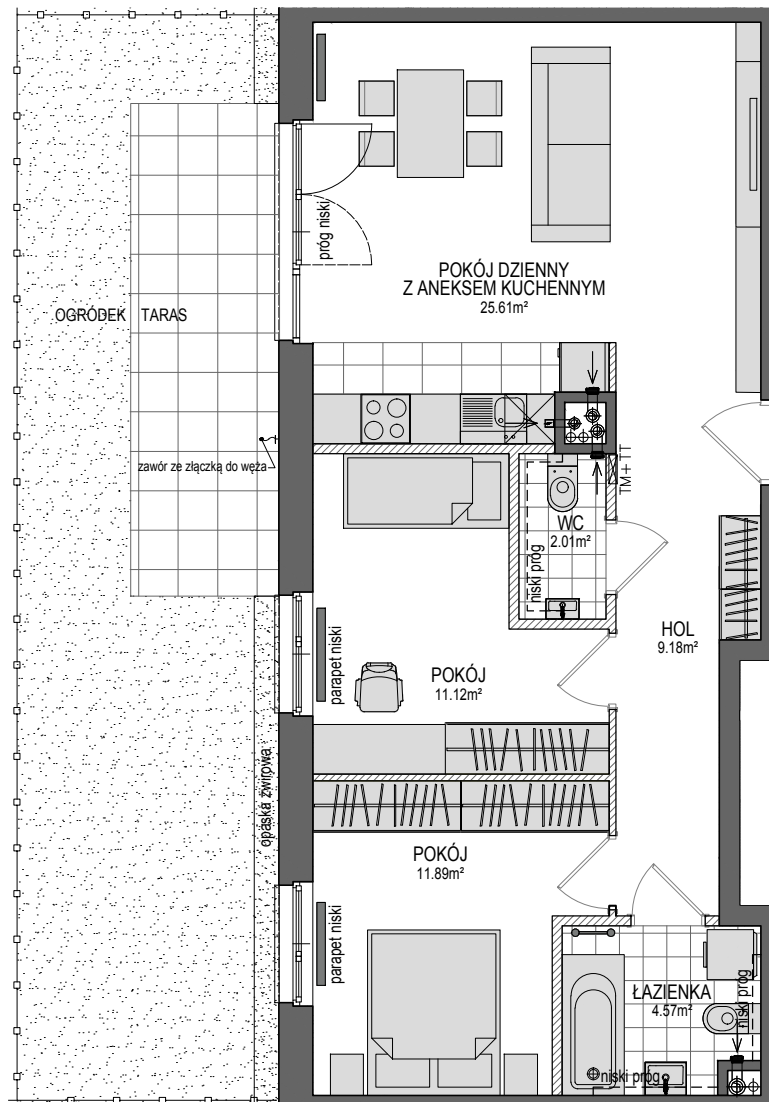 próg niski
POKÓJ DZIENNY
Z ANEKSEM KUCHENNYM
25.61m²
OGRÓDEK
TARAS
zawór ze złączką do węża
TM+TT
WC
2.01m²
niski próg
HOL
9.18m²
parapet niski
POKÓJ
11.12m²
opaska żwirowa
POKÓJ
11.89m²
parapet niski
ŁAZIENKA
4.57m²
niski próg
niski próg